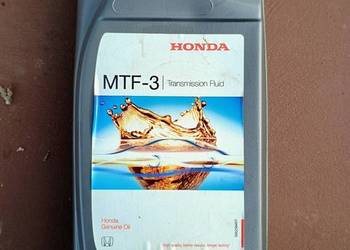 HONDA
MTF-3 Transmission Fluid
Honda
Genuine Oil